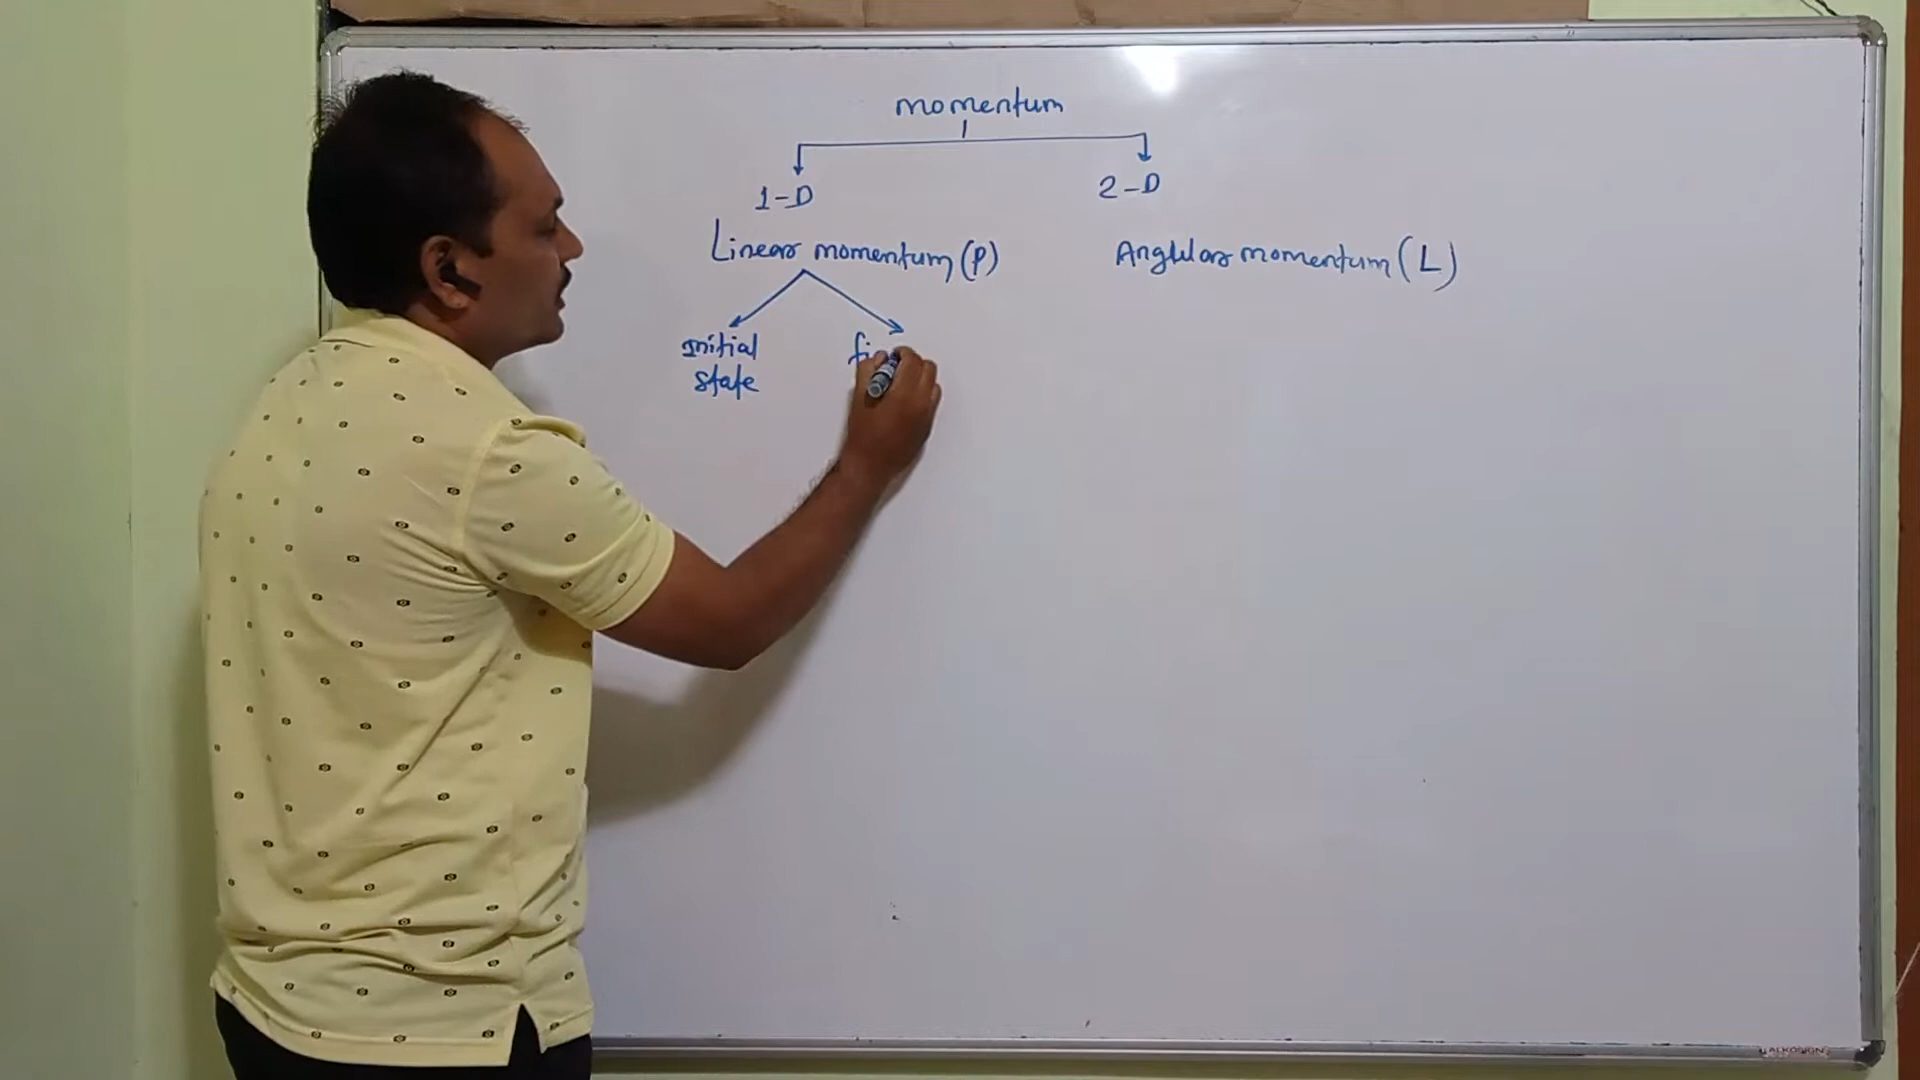 momentum
1-D 2-D
Linear momentum (P) Angular momentum (L)
Initial
state